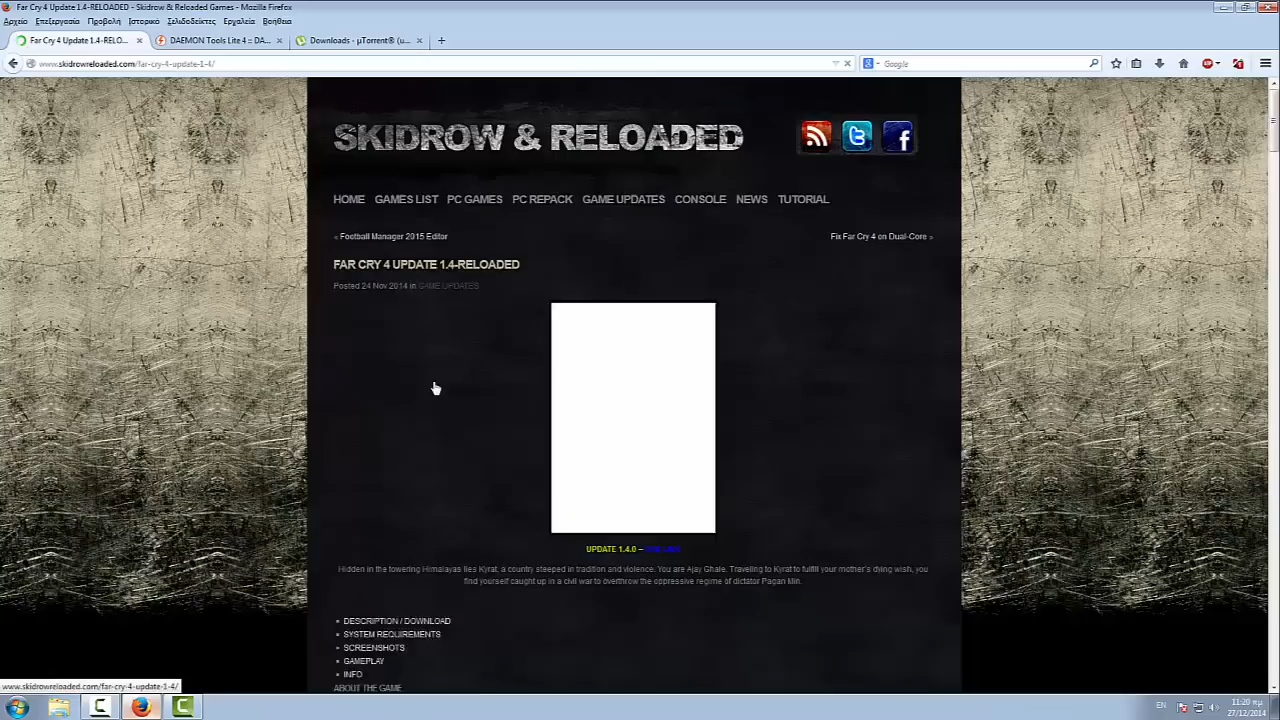 Far Cry 4 Update 1.4-RELOADED - Skidrow & Reloaded Games - Mozilla Firefox
Αρχείο Επεξεργασία Προβολή Ιστορικό Σελιδοδείκτες Εργαλεία Βοήθεια
Far Cry 4 Update 1.4-RELO... DAEMON Tools Lite 4 :: DA... Downloads - µTorrent® (u...
www.skidrowreloaded.com/far-cry-4-update-1-4/ Google
SKIDROW & RELOADED
HOME GAMES LIST PC GAMES PC REPACK GAME UPDATES CONSOLE NEWS TUTORIAL
« Football Manager 2015 Editor Fix Far Cry 4 on Dual-Core »
FAR CRY 4 UPDATE 1.4-RELOADED
Posted 24 Nov 2014 in GAME UPDATES
UPDATE 1.4.0 –
Hidden in the towering Himalayas lies Kyrat, a country steeped in tradition and violence. You are Ajay Ghale. Traveling to Kyrat to fulfill your mother's dying wish, you
find yourself caught up in a civil war to overthrow the oppressive regime of dictator Pagan Min.
DESCRIPTION / DOWNLOAD
SYSTEM REQUIREMENTS
SCREENSHOTS
GAMEPLAY
INFO
ABOUT THE GAME
www.skidrowreloaded.com/far-cry-4-update-1-4/
EN 11:20 πμ
27/12/2014